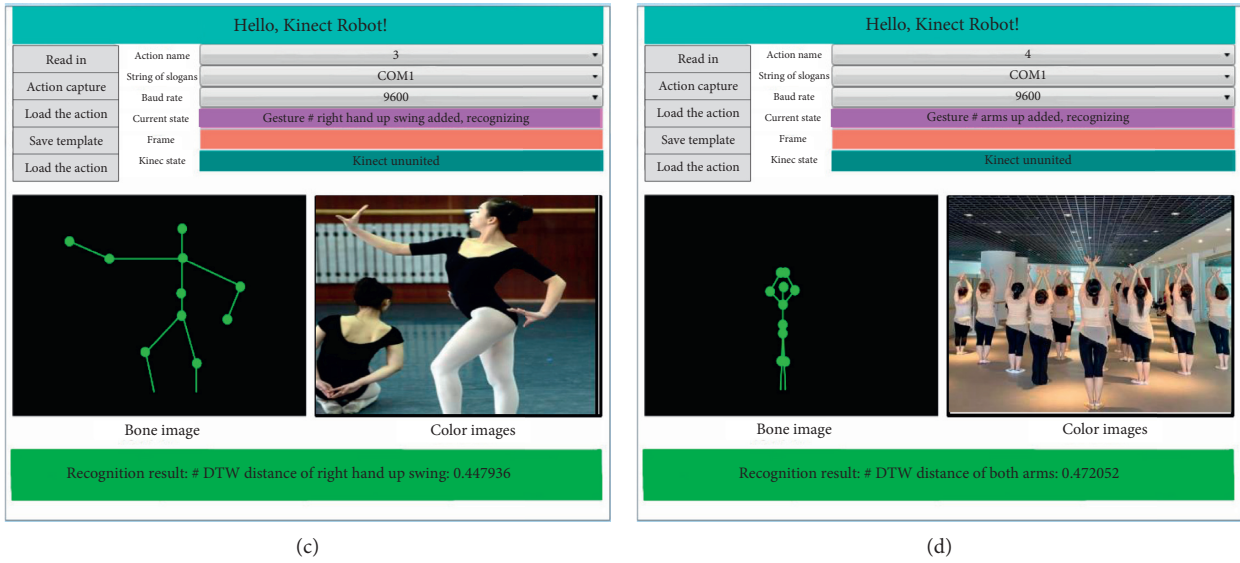 Hello, Kinect Robot!
Read in
Action capture
Load the action
Save template
Load the action
Action name 3
String of slogans COM1
Baud rate 9600
Current state Gesture # right hand up swing added, recognizing
Frame
Kinec state Kinect ununited
Bone image
Color images
Recognition result: # DTW distance of right hand up swing: 0.447936
(c)
Hello, Kinect Robot!
Read in
Action capture
Load the action
Save template
Load the action
Action name 4
String of slogans COM1
Baud rate 9600
Current state Gesture # arms up added, recognizing
Frame
Kinec state Kinect ununited
Bone image
Color images
Recognition result: # DTW distance of both arms: 0.472052
(d)